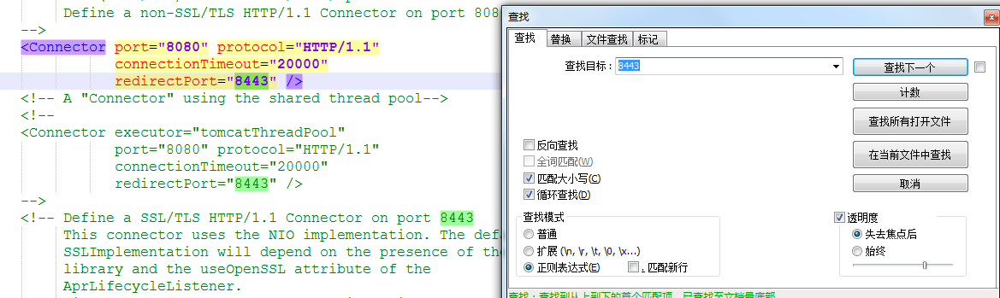 Define a non-SSL/TLS HTTP/1.1 Connector on port 808
-->
<Connector port="8080" protocol="HTTP/1.1"
connectionTimeout="20000"
redirectPort="8443" />
<!-- A "Connector" using the shared thread pool-->
<!--
<Connector executor="tomcatThreadPool"
port="8080" protocol="HTTP/1.1"
connectionTimeout="20000"
redirectPort="8443" />
-->
<!-- Define a SSL/TLS HTTP/1.1 Connector on port 8443
This connector uses the NIO implementation. The defa
SSLImplementation will depend on the presence of the
library and the useOpenSSL attribute of the
AprLifecycleListener.
查找
查找 替换 文件查找 标记
查找目标: 8443
查找下一个
计数
查找所有打开文件
在当前文件中查找
取消
反向查找
全词匹配(W)
匹配大小写(C)
循环查找(D)
查找模式
普通
扩展 (\n, \r, \t, \0, \x...)
正则表达式(E) . 匹配新行
透明度
失去焦点后
始终
查找:查找到从上到下的首个匹配项,已查找至文档最底部